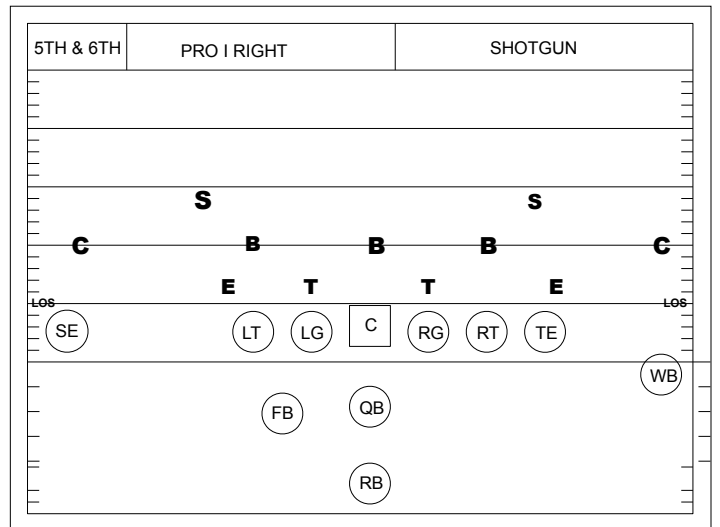 5TH & 6TH PRO I RIGHT SHOTGUN
S S
C B B B C
E T T E
LOS LOS
SE LT LG C RG RT TE
WB
FB QB
RB